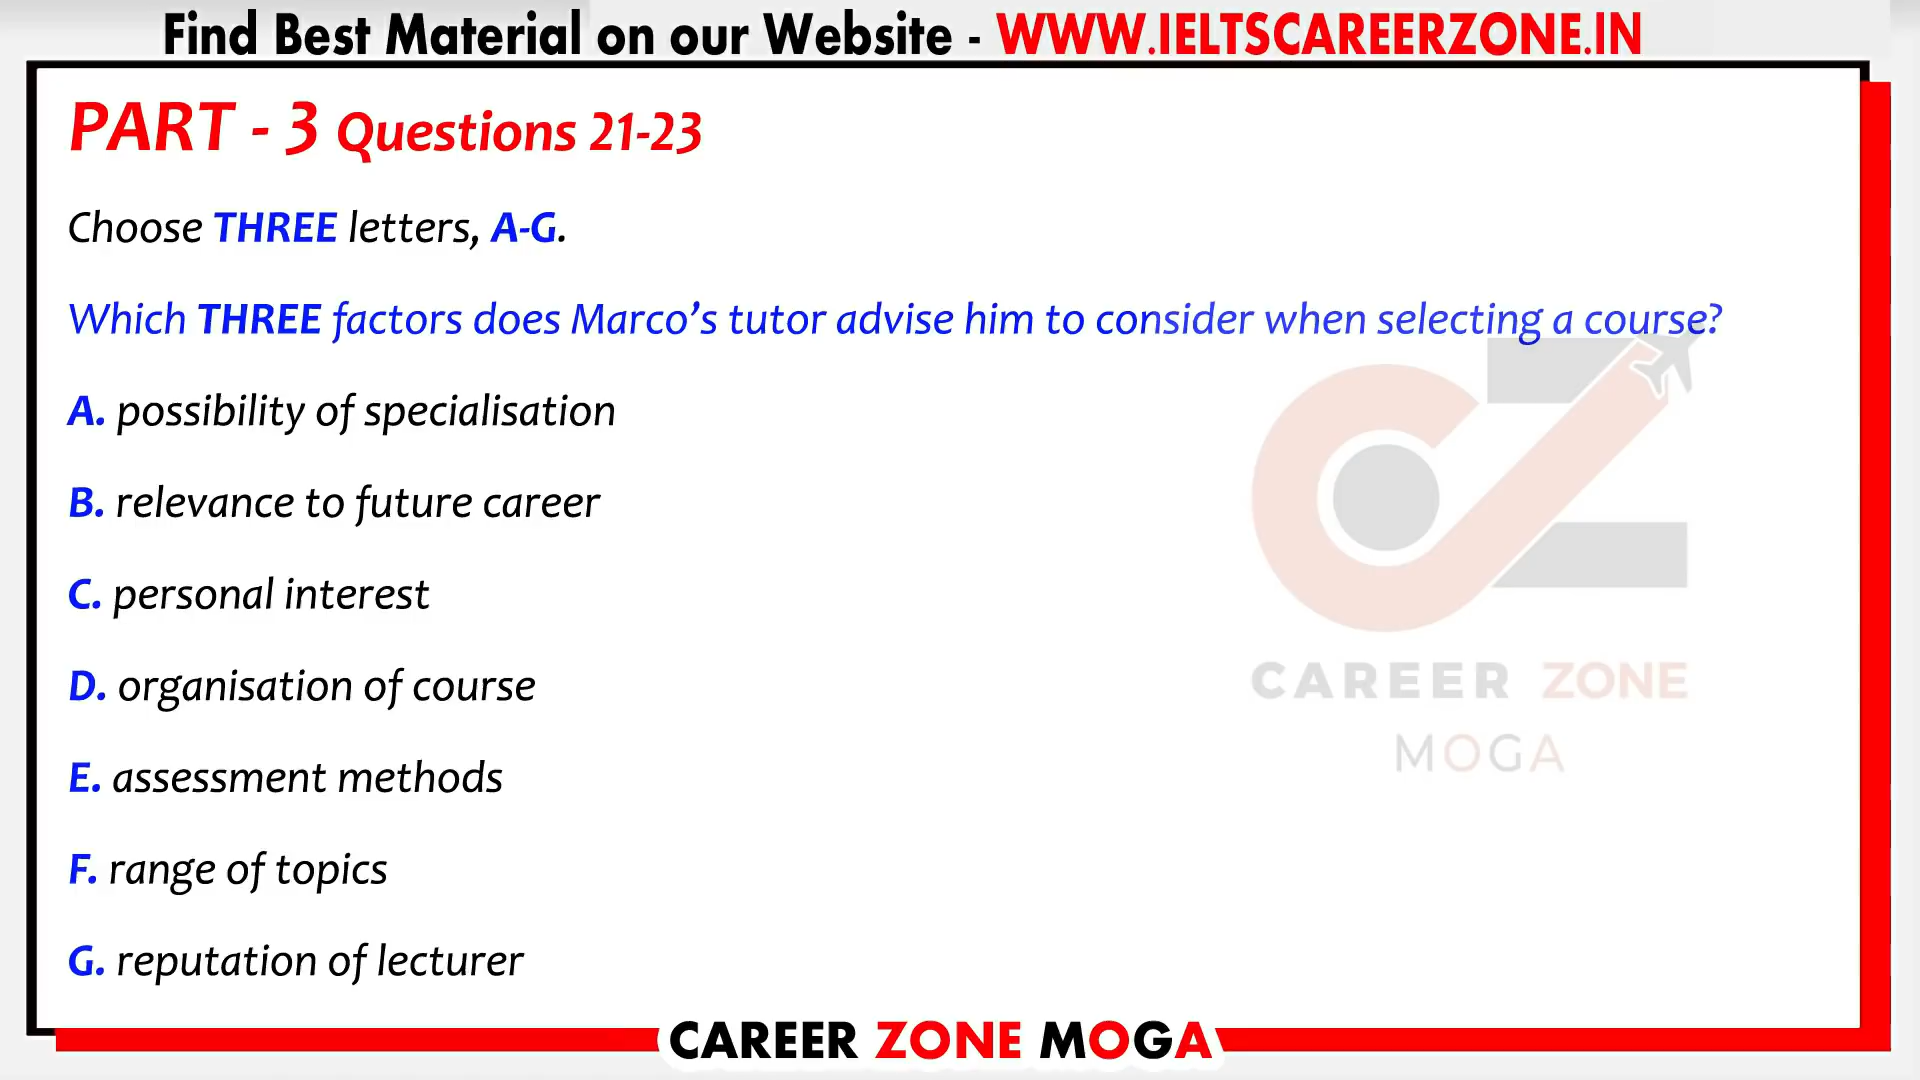 Find Best Material on our Website - WWW.IELTSCAREERZONE.IN
PART - 3 Questions 21-23
Choose THREE letters, A-G.
Which THREE factors does Marco’s tutor advise him to consider when selecting a course?
A. possibility of specialisation
B. relevance to future career
C. personal interest
D. organisation of course
E. assessment methods
F. range of topics
G. reputation of lecturer
CAREER ZONE
MOGA
CAREER ZONE MOGA